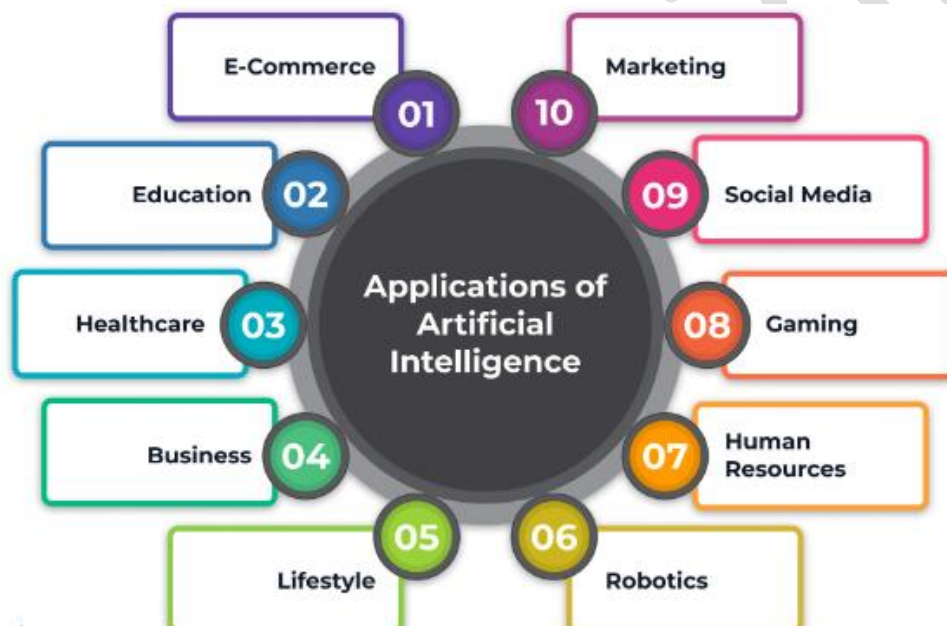 E-Commerce
01
10
Marketing
Education
02
09
Social Media
Applications of
Artificial
Intelligence
Healthcare
03
08
Gaming
Business
04
07
Human
Resources
Lifestyle
05
06
Robotics